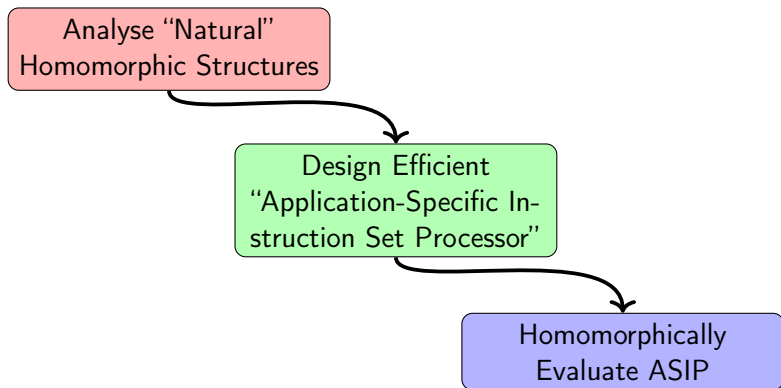 Analyse “Natural”
Homomorphic Structures
Design Efficient
“Application-Specific In-
struction Set Processor”
Homomorphically
Evaluate ASIP